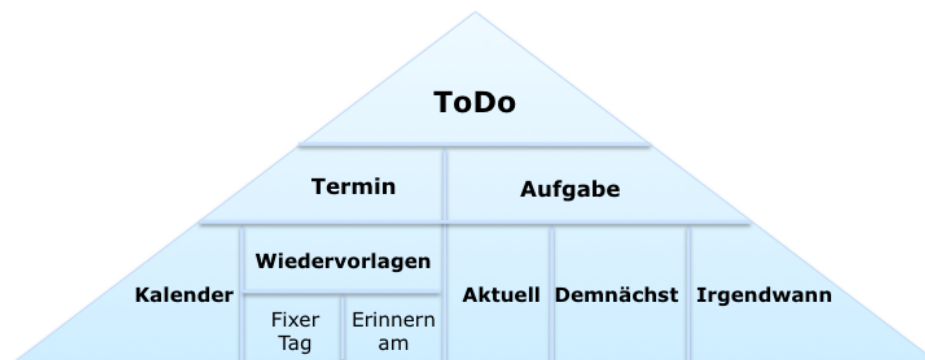 ToDo
Termin
Aufgabe
Wiedervorlagen
Kalender
Aktuell
Demnächst
Irgendwann
Fixer
Tag
Erinnern
am